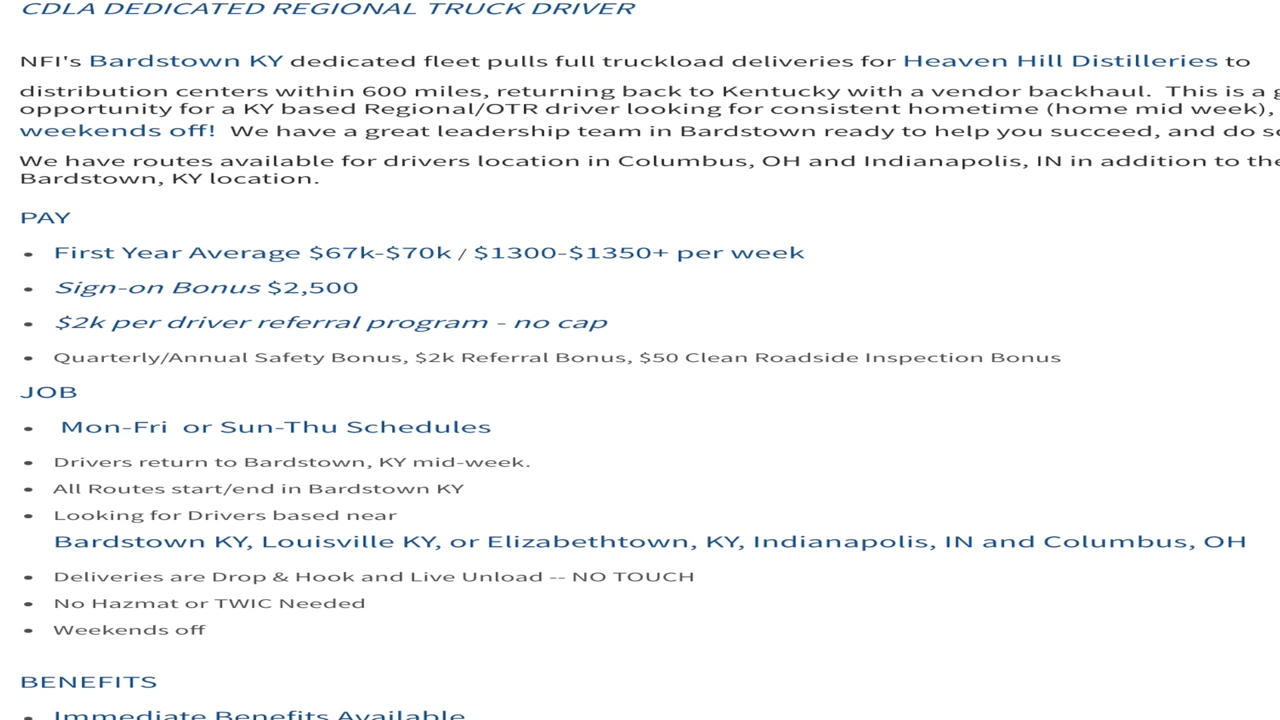 CDLA DEDICATED REGIONAL TRUCK DRIVER
NFI's Bardstown KY dedicated fleet pulls full truckload deliveries for Heaven Hill Distilleries to
distribution centers within 600 miles, returning back to Kentucky with a vendor backhaul. This is a
opportunity for a KY based Regional/OTR driver looking for consistent hometime (home mid week),
weekends off! We have a great leadership team in Bardstown ready to help you succeed, and do
We have routes available for drivers location in Columbus, OH and Indianapolis, IN in addition to the
Bardstown, KY location.
PAY
• First Year Average $67k-$70k / $1300-$1350+ per week
• Sign-on Bonus $2,500
• $2k per driver referral program - no cap
• Quarterly/Annual Safety Bonus, $2k Referral Bonus, $50 Clean Roadside Inspection Bonus
JOB
• Mon-Fri or Sun-Thu Schedules
• Drivers return to Bardstown, KY mid-week.
• All Routes start/end in Bardstown KY
• Looking for Drivers based near
Bardstown KY, Louisville KY, or Elizabethtown, KY, Indianapolis, IN and Columbus, OH
• Deliveries are Drop & Hook and Live Unload -- NO TOUCH
• No Hazmat or TWIC Needed
• Weekends off
BENEFITS
• Immediate Benefits Available